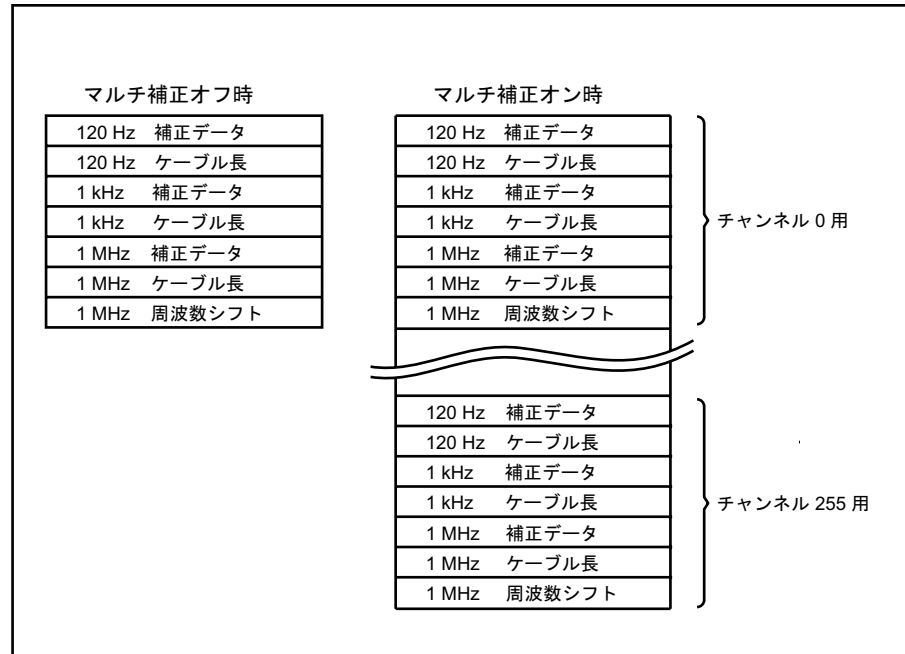 マルチ補正オフ時
120 Hz 補正データ
120 Hz ケーブル長
1 kHz 補正データ
1 kHz ケーブル長
1 MHz 補正データ
1 MHz ケーブル長
1 MHz 周波数シフト
マルチ補正オン時
120 Hz 補正データ
120 Hz ケーブル長
1 kHz 補正データ
1 kHz ケーブル長
1 MHz 補正データ
1 MHz ケーブル長
1 MHz 周波数シフト
チャンネル 0 用
120 Hz 補正データ
120 Hz ケーブル長
1 kHz 補正データ
1 kHz ケーブル長
1 MHz 補正データ
1 MHz ケーブル長
1 MHz 周波数シフト
チャンネル 255 用